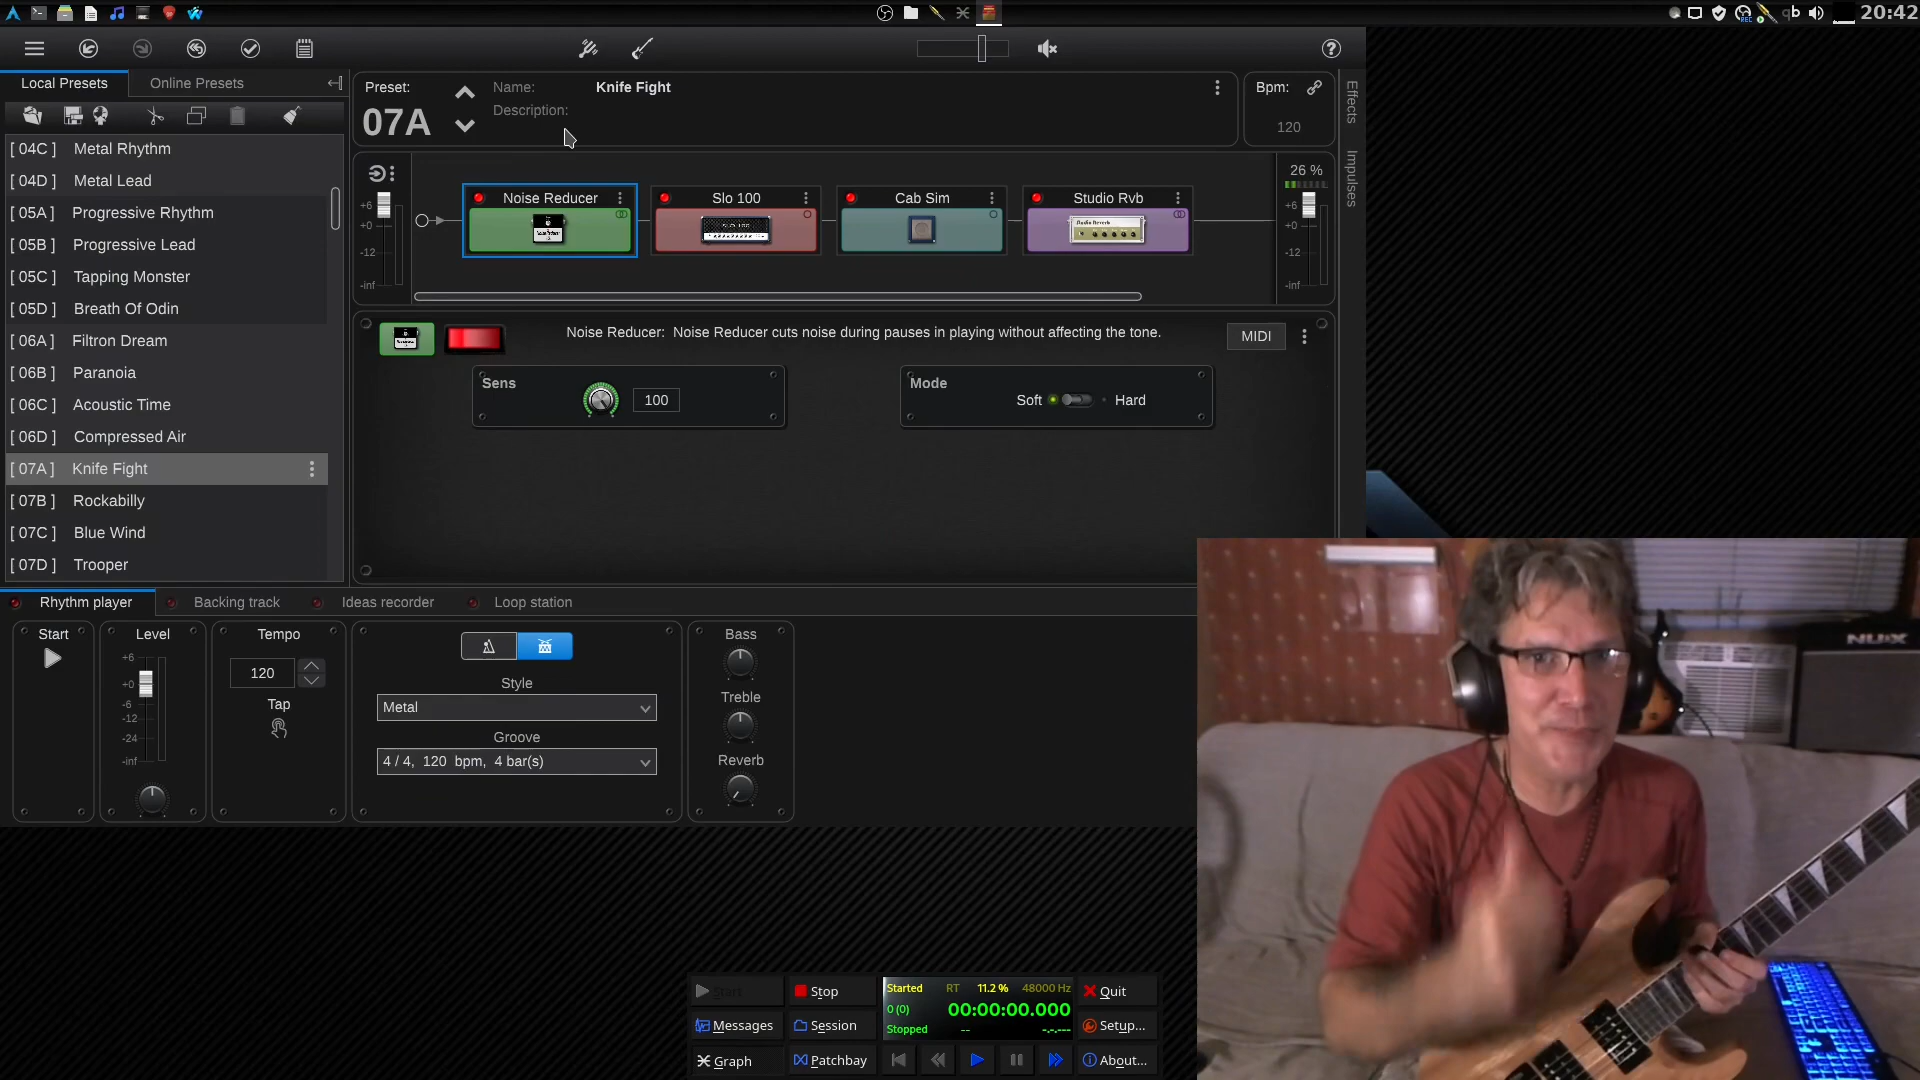 20:42
Local Presets
Online Presets
[ 04C ] Metal Rhythm
[ 04D ] Metal Lead
[ 05A ] Progressive Rhythm
[ 05B ] Progressive Lead
[ 05C ] Tapping Monster
[ 05D ] Breath Of Odin
[ 06A ] Filtron Dream
[ 06B ] Paranoia
[ 06C ] Acoustic Time
[ 06D ] Compressed Air
[ 07A ] Knife Fight
[ 07B ] Rockabilly
[ 07C ] Blue Wind
[ 07D ] Trooper
Preset:
07A
Name: Knife Fight
Description:
Bpm:
120
Effects
Impulses
+6
+0
-12
-inf
Noise Reducer
Slo 100
SLO 100
Cab Sim
Studio Rvb
26 %
+6
+0
-12
-inf
Noise Reducer: Noise Reducer cuts noise during pauses in playing without affecting the tone.
MIDI
Sens
100
Mode
Soft
Hard
Rhythm player
Backing track
Ideas recorder
Loop station
Start
Level
+6
+0
-6
-12
-24
-inf
Tempo
120
Tap
Style
Metal
Groove
4 / 4, 120 bpm, 4 bar(s)
Bass
Treble
Reverb
Start
Stop
Messages
Session
Graph
Patchbay
Started RT 11.2 % 48000 Hz
0 (0) 00:00:00.000
Stopped -- -.-.---
Quit
Setup...
About...
NUX